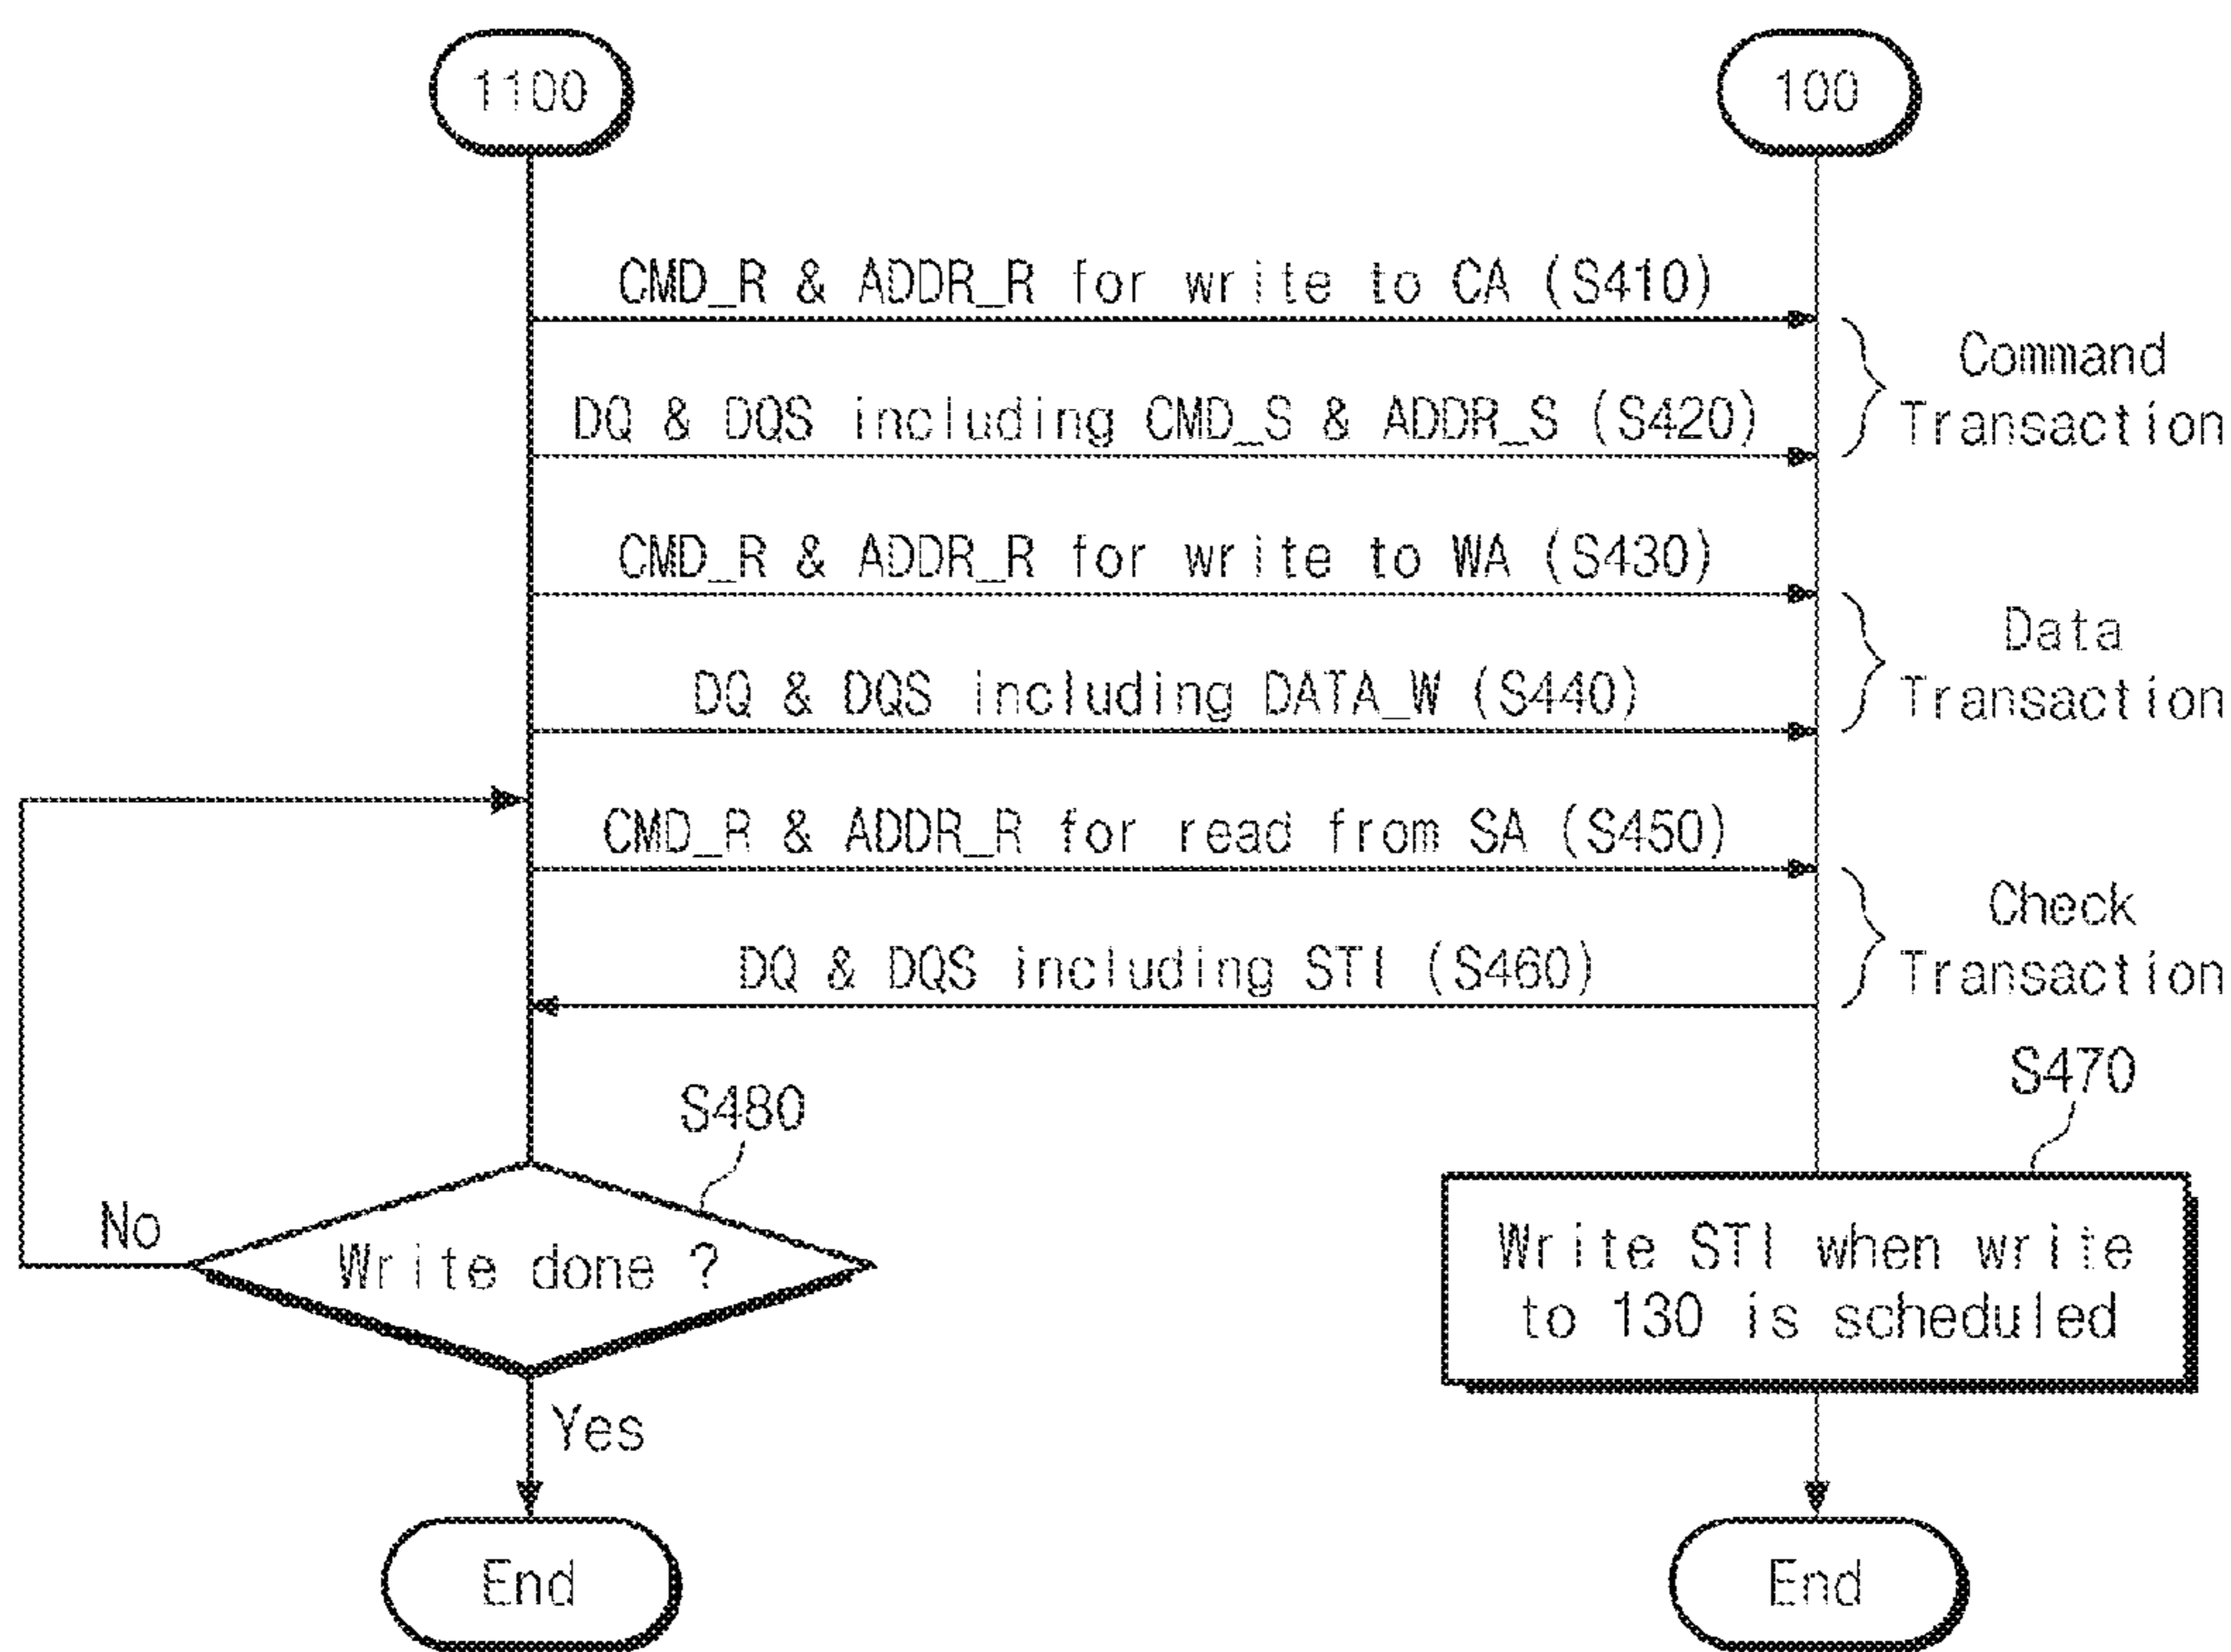 1100
100
CMD_R & ADDR_R for write to CA (S410)
Command
Transaction
DQ & DQS including CMD_S & ADDR_S (S420)
CMD_R & ADDR_R for write to WA (S430)
Data
Transaction
DQ & DQS including DATA_W (S440)
CMD_R & ADDR_R for read from SA (S450)
Check
Transaction
DQ & DQS including STI (S460)
S470
S480
No
Write done ?
Write STI when write
to 130 is scheduled
Yes
End
End